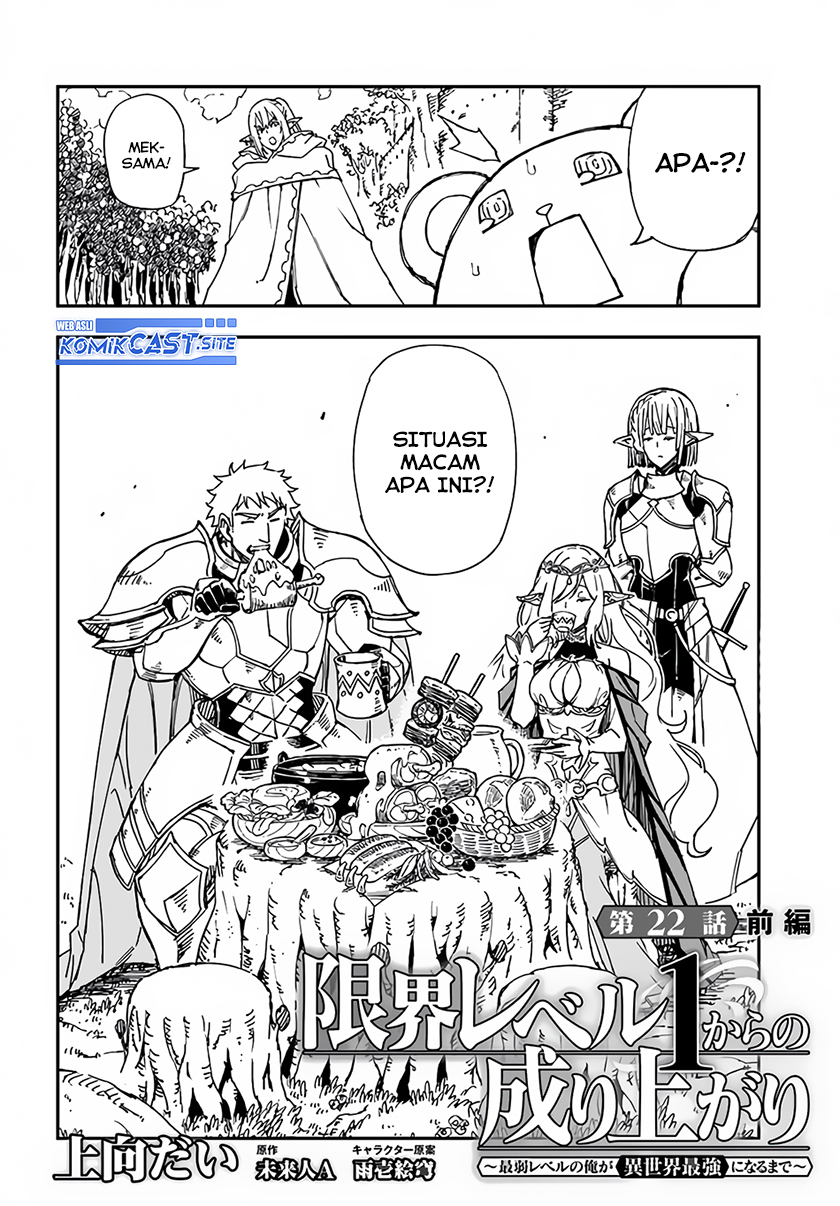 MEK-
SAMA!
APA-?!
WEB ASLI
KOMIKCAST.SITE
SITUASI
MACAM
APA INI?!
第22話 前編
限界レベル1からの
成り上がり
～最弱レベルの俺が異世界最強になるまで～
上向だい
原作
未来人A
キャラクター原案
雨壱絵穹